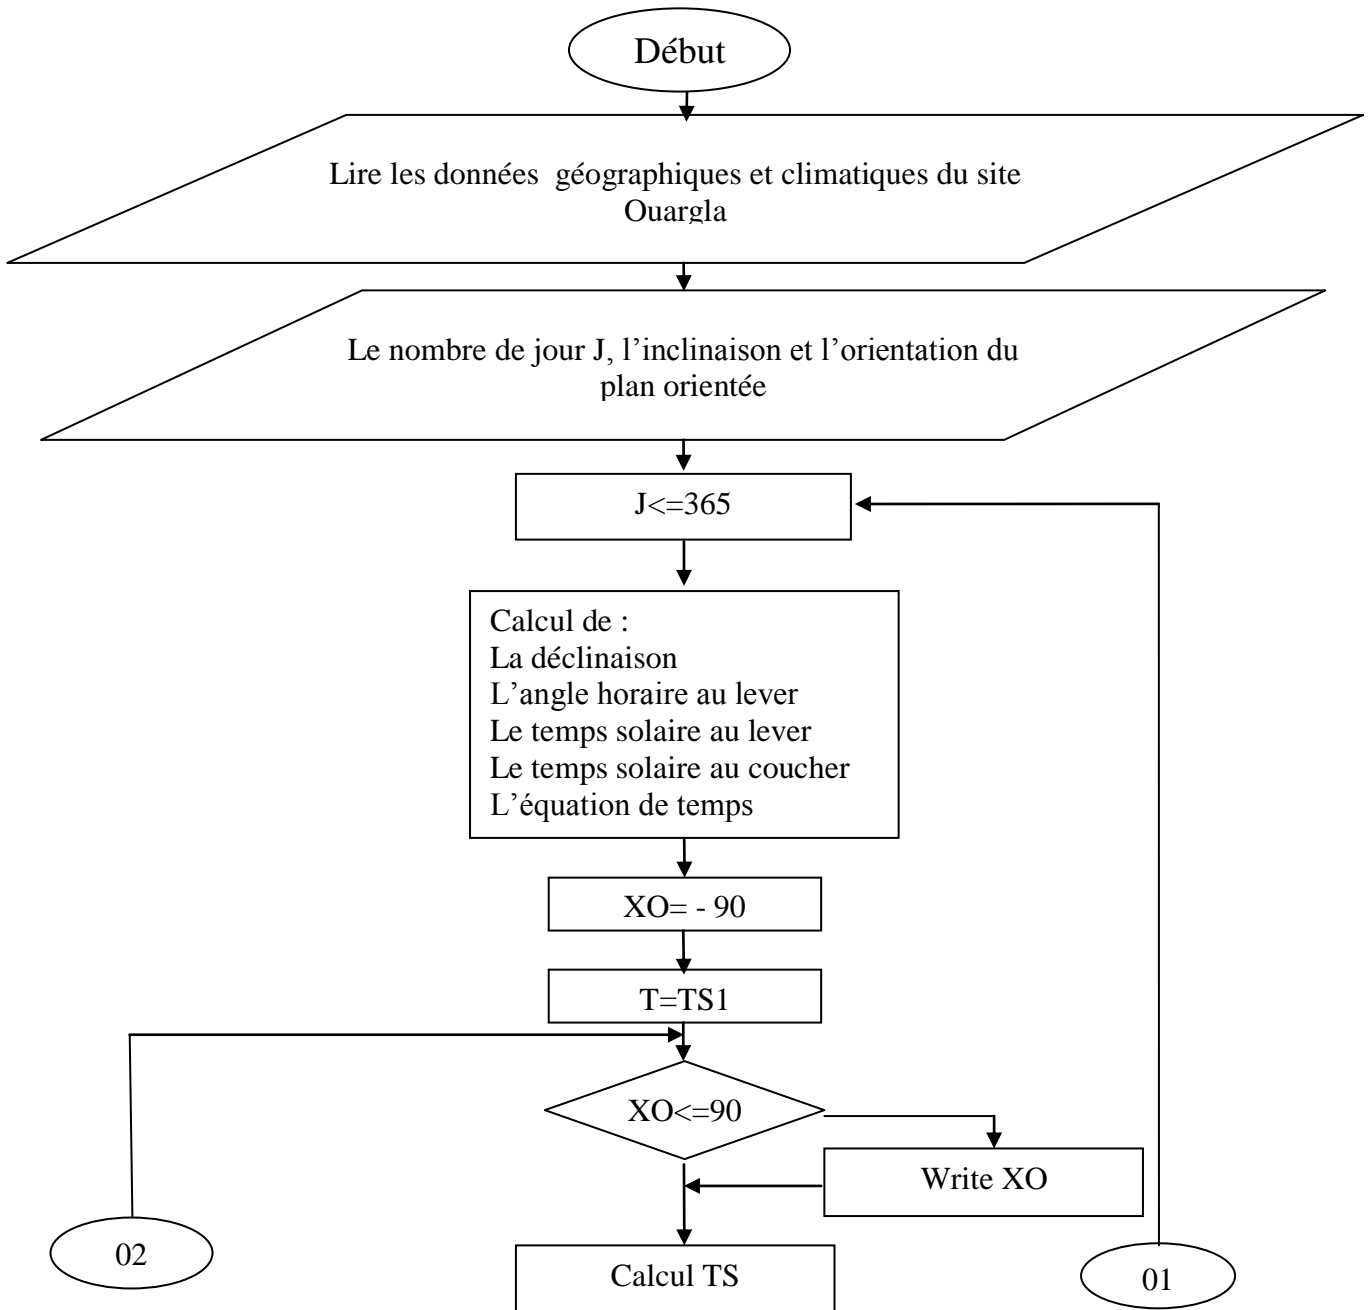 Début
Lire les données géographiques et climatiques du site
Ouargla
Le nombre de jour J, l’inclinaison et l’orientation du
plan orientée
J<=365
Calcul de :
La déclinaison
L’angle horaire au lever
Le temps solaire au lever
Le temps solaire au coucher
L’équation de temps
XO= - 90
T=TS1
XO<=90
Write XO
02
Calcul TS
01